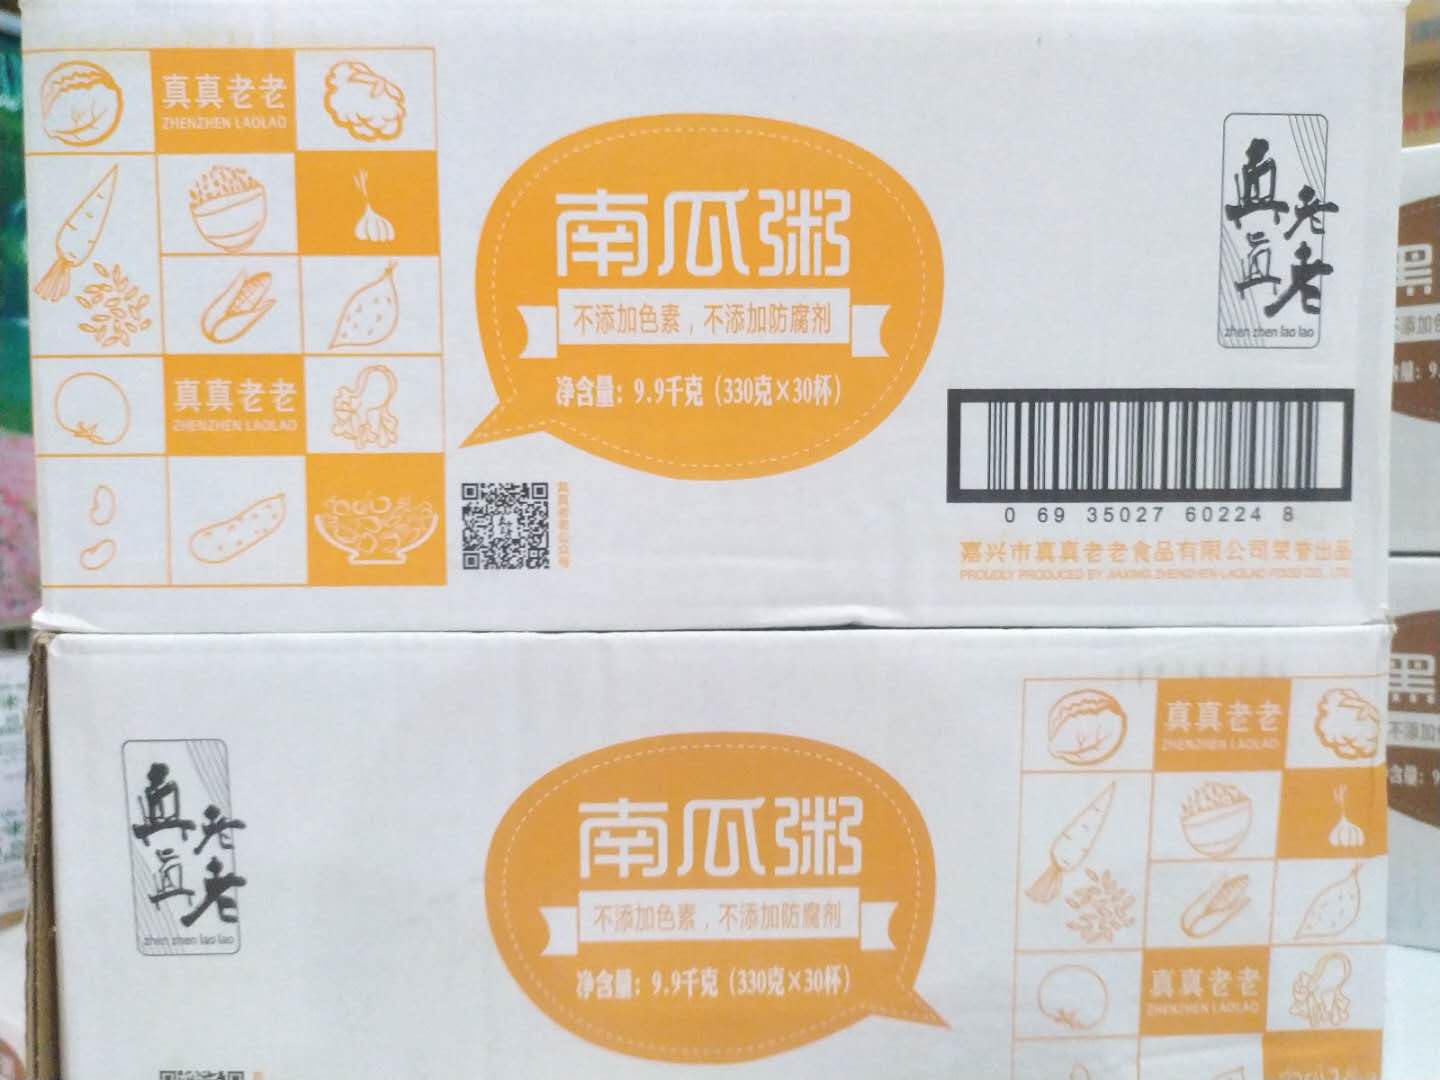 真真老老
ZHENZHEN LAOLAO
南瓜粥
不添加色素，不添加防腐剂
净含量：9.9千克（330克×30杯）
真真老老
ZHENZHEN LAOLAO
真真老老
zhen zhen lao lao
0 69 35027 60224 8
嘉兴市真真老老食品有限公司荣誉出品
PROUDLY PRODUCED BY JIAXING ZHENZHEN LAOLAO FOOD CO., LTD
真真老老
zhen zhen lao lao
南瓜粥
不添加色素，不添加防腐剂
净含量：9.9千克（330克×30杯）
真真老老
ZHENZHEN LAOLAO
真真老老
ZHENZHEN LAOLAO
黑
黑